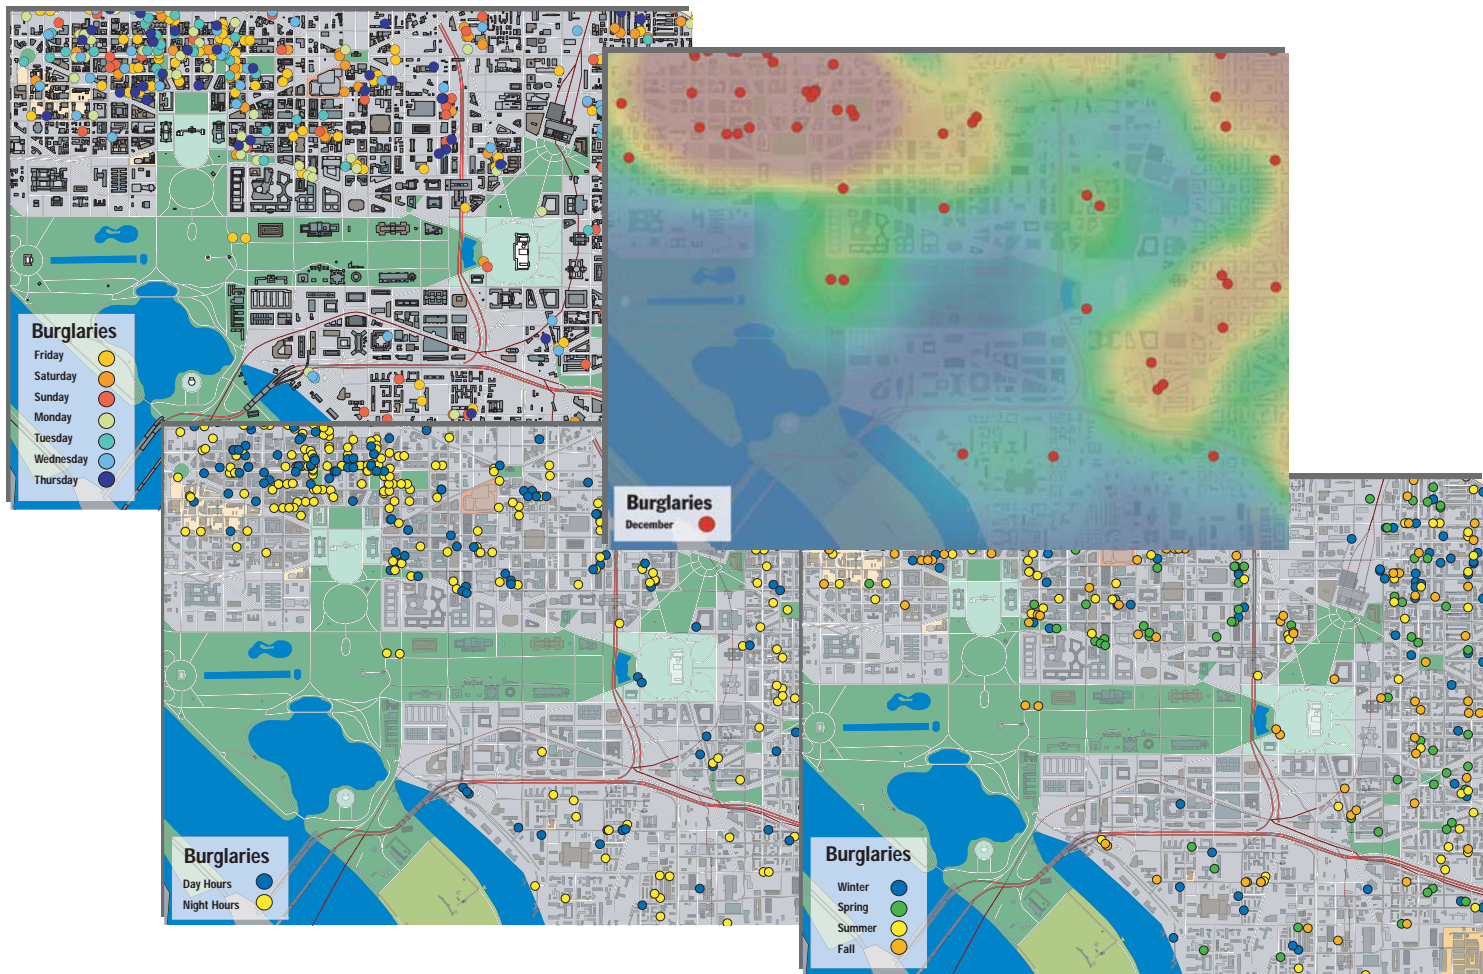 Burglaries
Friday
Saturday
Sunday
Monday
Tuesday
Wednesday
Thursday
Burglaries
December
Burglaries
Day Hours
Night Hours
Burglaries
Winter
Spring
Summer
Fall